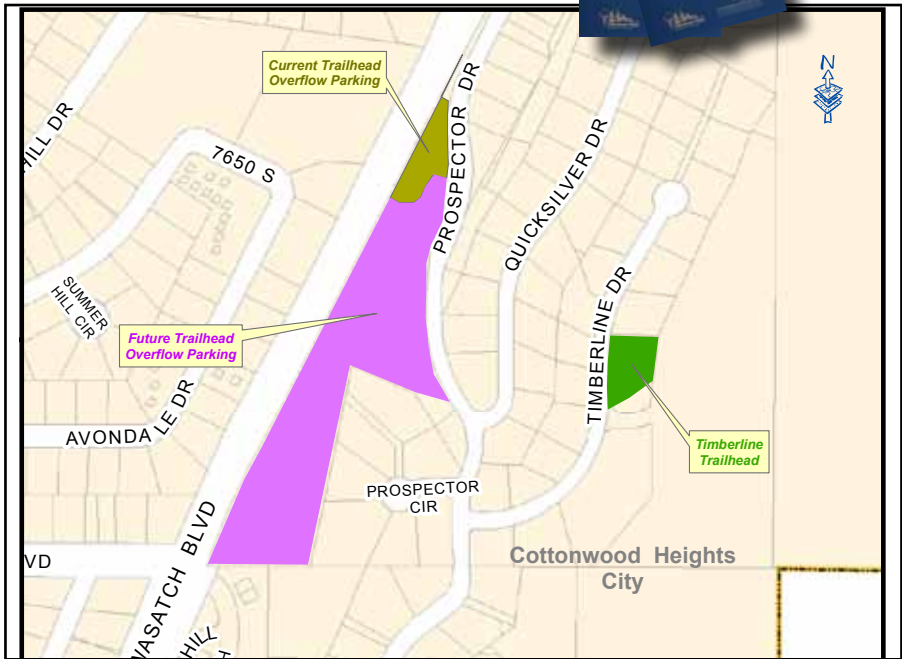 Current Trailhead
Overflow Parking
N
HILL DR
PROSPECTOR DR
7650 S
QUICKSILVER DR
SUMMER
HILL CIR
TIMBERLINE DR
Future Trailhead
Overflow Parking
AVONDALE DR
Timberline
Trailhead
PROSPECTOR
CIR
VD
WASATCH BLVD
Cottonwood Heights
City
HILL